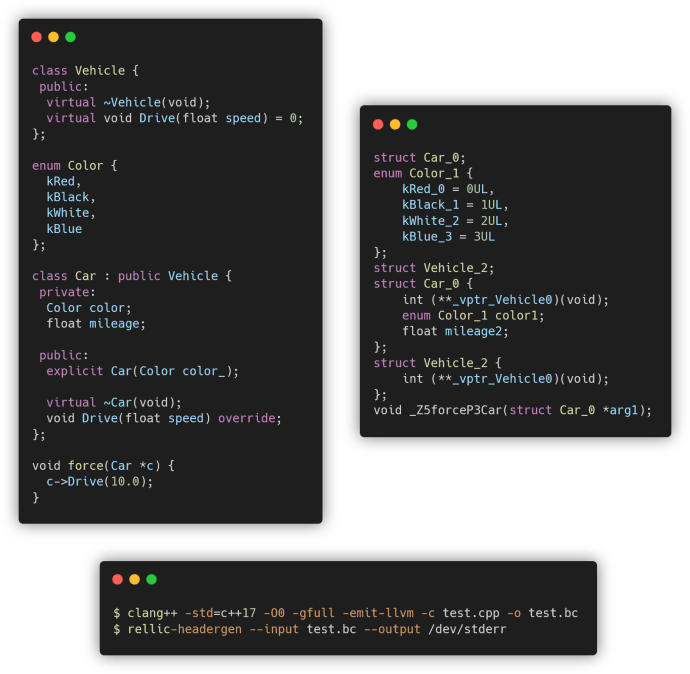 class Vehicle {
 public:
  virtual ~Vehicle(void);
  virtual void Drive(float speed) = 0;
};

enum Color {
  kRed,
  kBlack,
  kWhite,
  kBlue
};

class Car : public Vehicle {
 private:
  Color color;
  float mileage;

 public:
  explicit Car(Color color_);

  virtual ~Car(void);
  void Drive(float speed) override;
};

void force(Car *c) {
  c->Drive(10.0);
}

struct Car_0;
enum Color_1 {
    kRed_0 = 0UL,
    kBlack_1 = 1UL,
    kWhite_2 = 2UL,
    kBlue_3 = 3UL
};
struct Vehicle_2;
struct Car_0 {
    int (**_vptr_Vehicle0)(void);
    enum Color_1 color1;
    float mileage2;
};
struct Vehicle_2 {
    int (**_vptr_Vehicle0)(void);
};
void _Z5forceP3Car(struct Car_0 *arg1);

$ clang++ -std=c++17 -O0 -gfull -emit-llvm -c test.cpp -o test.bc
$ rellic-headergen --input test.bc --output /dev/stderr